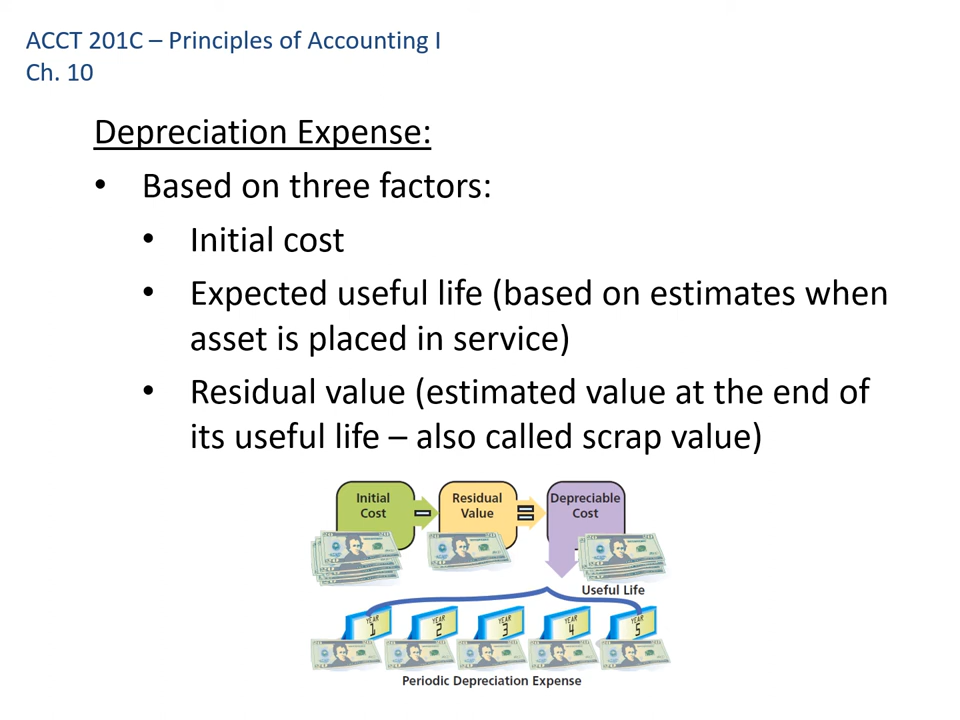 ACCT 201C – Principles of Accounting I
Ch. 10
Depreciation Expense:
• Based on three factors:
• Initial cost
• Expected useful life (based on estimates when
asset is placed in service)
• Residual value (estimated value at the end of
its useful life – also called scrap value)
Initial
Cost
Residual
Value
Depreciable
Cost
Useful Life
YEAR
1
YEAR
2
YEAR
3
YEAR
4
YEAR
5
Periodic Depreciation Expense